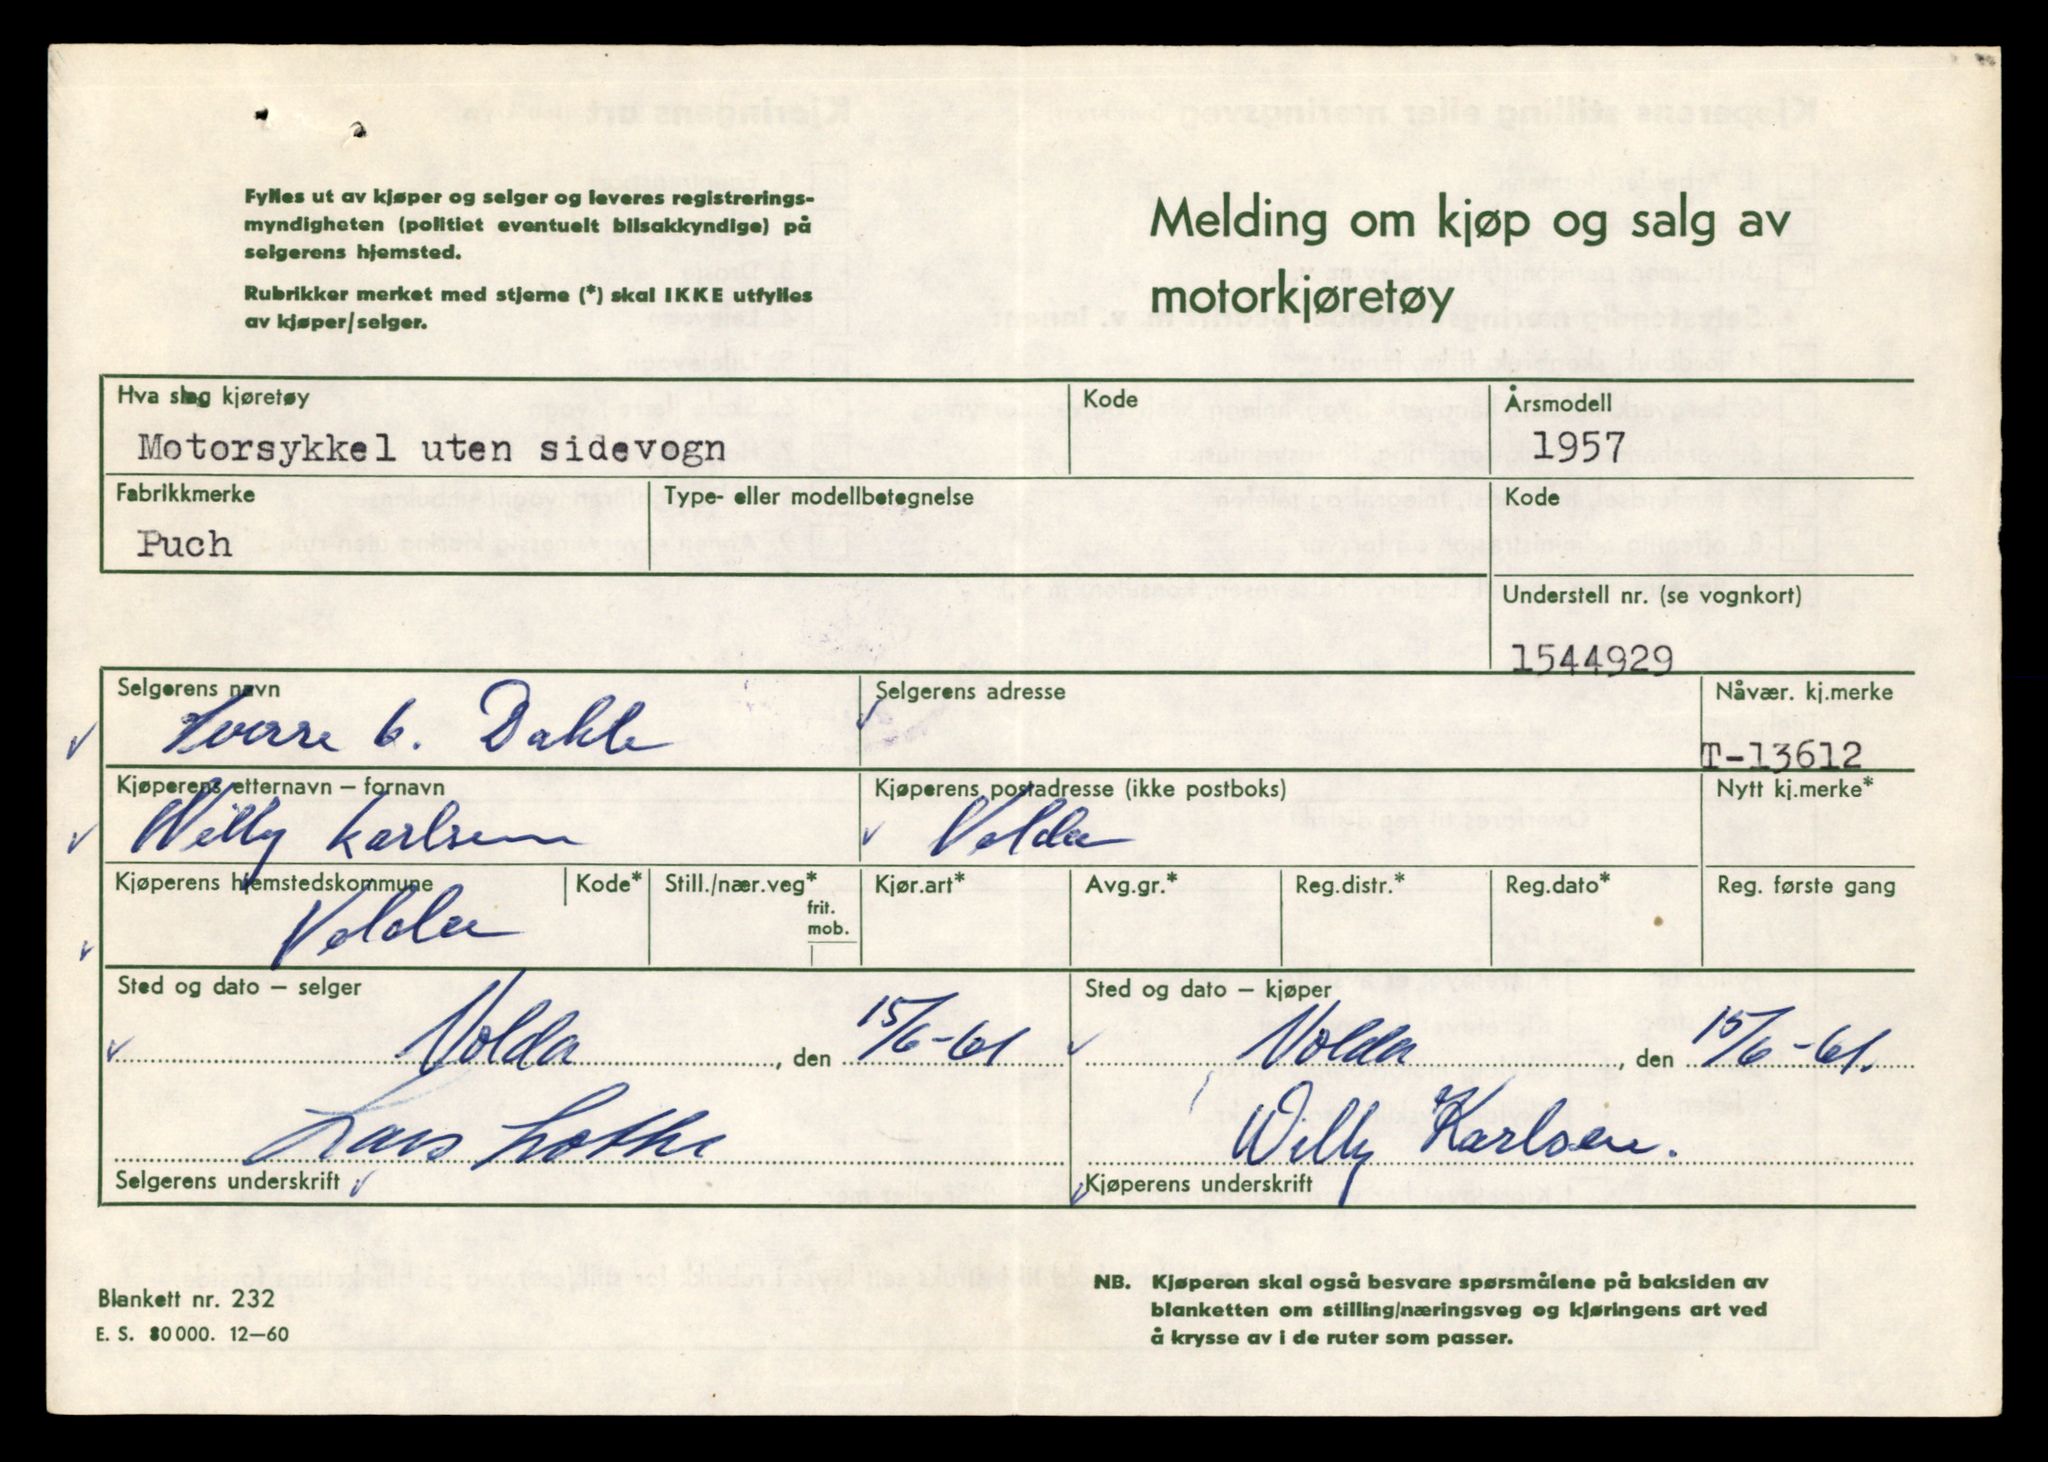 Fylles ut av kjøper og selger og leveres registrerings-
myndigheten (politiet eventuelt bilsakkyndige) på
selgerens hjemsted.
Rubrikker merket med stjerne (*) skal IKKE utfylles
av kjøper/selger.
Melding om kjøp og salg av
motorkjøretøy
Hva slag kjøretøy
Motorsykkel uten sidevogn
Kode
Årsmodell
1957
Fabrikkmerke
Puch
Type- eller modellbetegnelse
Kode
Understell nr. (se vognkort)
1544929
Selgerens navn
Sverre G. Dahle
Selgerens adresse
Nåvær. kj.merke
T-13612
Kjøperens etternavn – fornavn
Willy Karlsen
Kjøperens postadresse (ikke postboks)
Volda
Nytt kj.merke*
Kjøperens hjemstedskommune
Volda
Kode*
Still./nær.veg*
frit.
mob.
Kjør.art*
Avg.gr.*
Reg.distr.*
Reg.dato*
Reg. første gang
Sted og dato – selger
Volda, den 15/6-61
Sted og dato – kjøper
Volda, den 15/6-61.
Lars
Selgerens underskrift
Willy Karlsen.
Kjøperens underskrift
Blankett nr. 232
E. S. 80 000. 12—60
NB. Kjøperen skal også besvare spørsmålene på baksiden av
blanketten om stilling/næringsveg og kjøringens art ved
å krysse av i de ruter som passer.